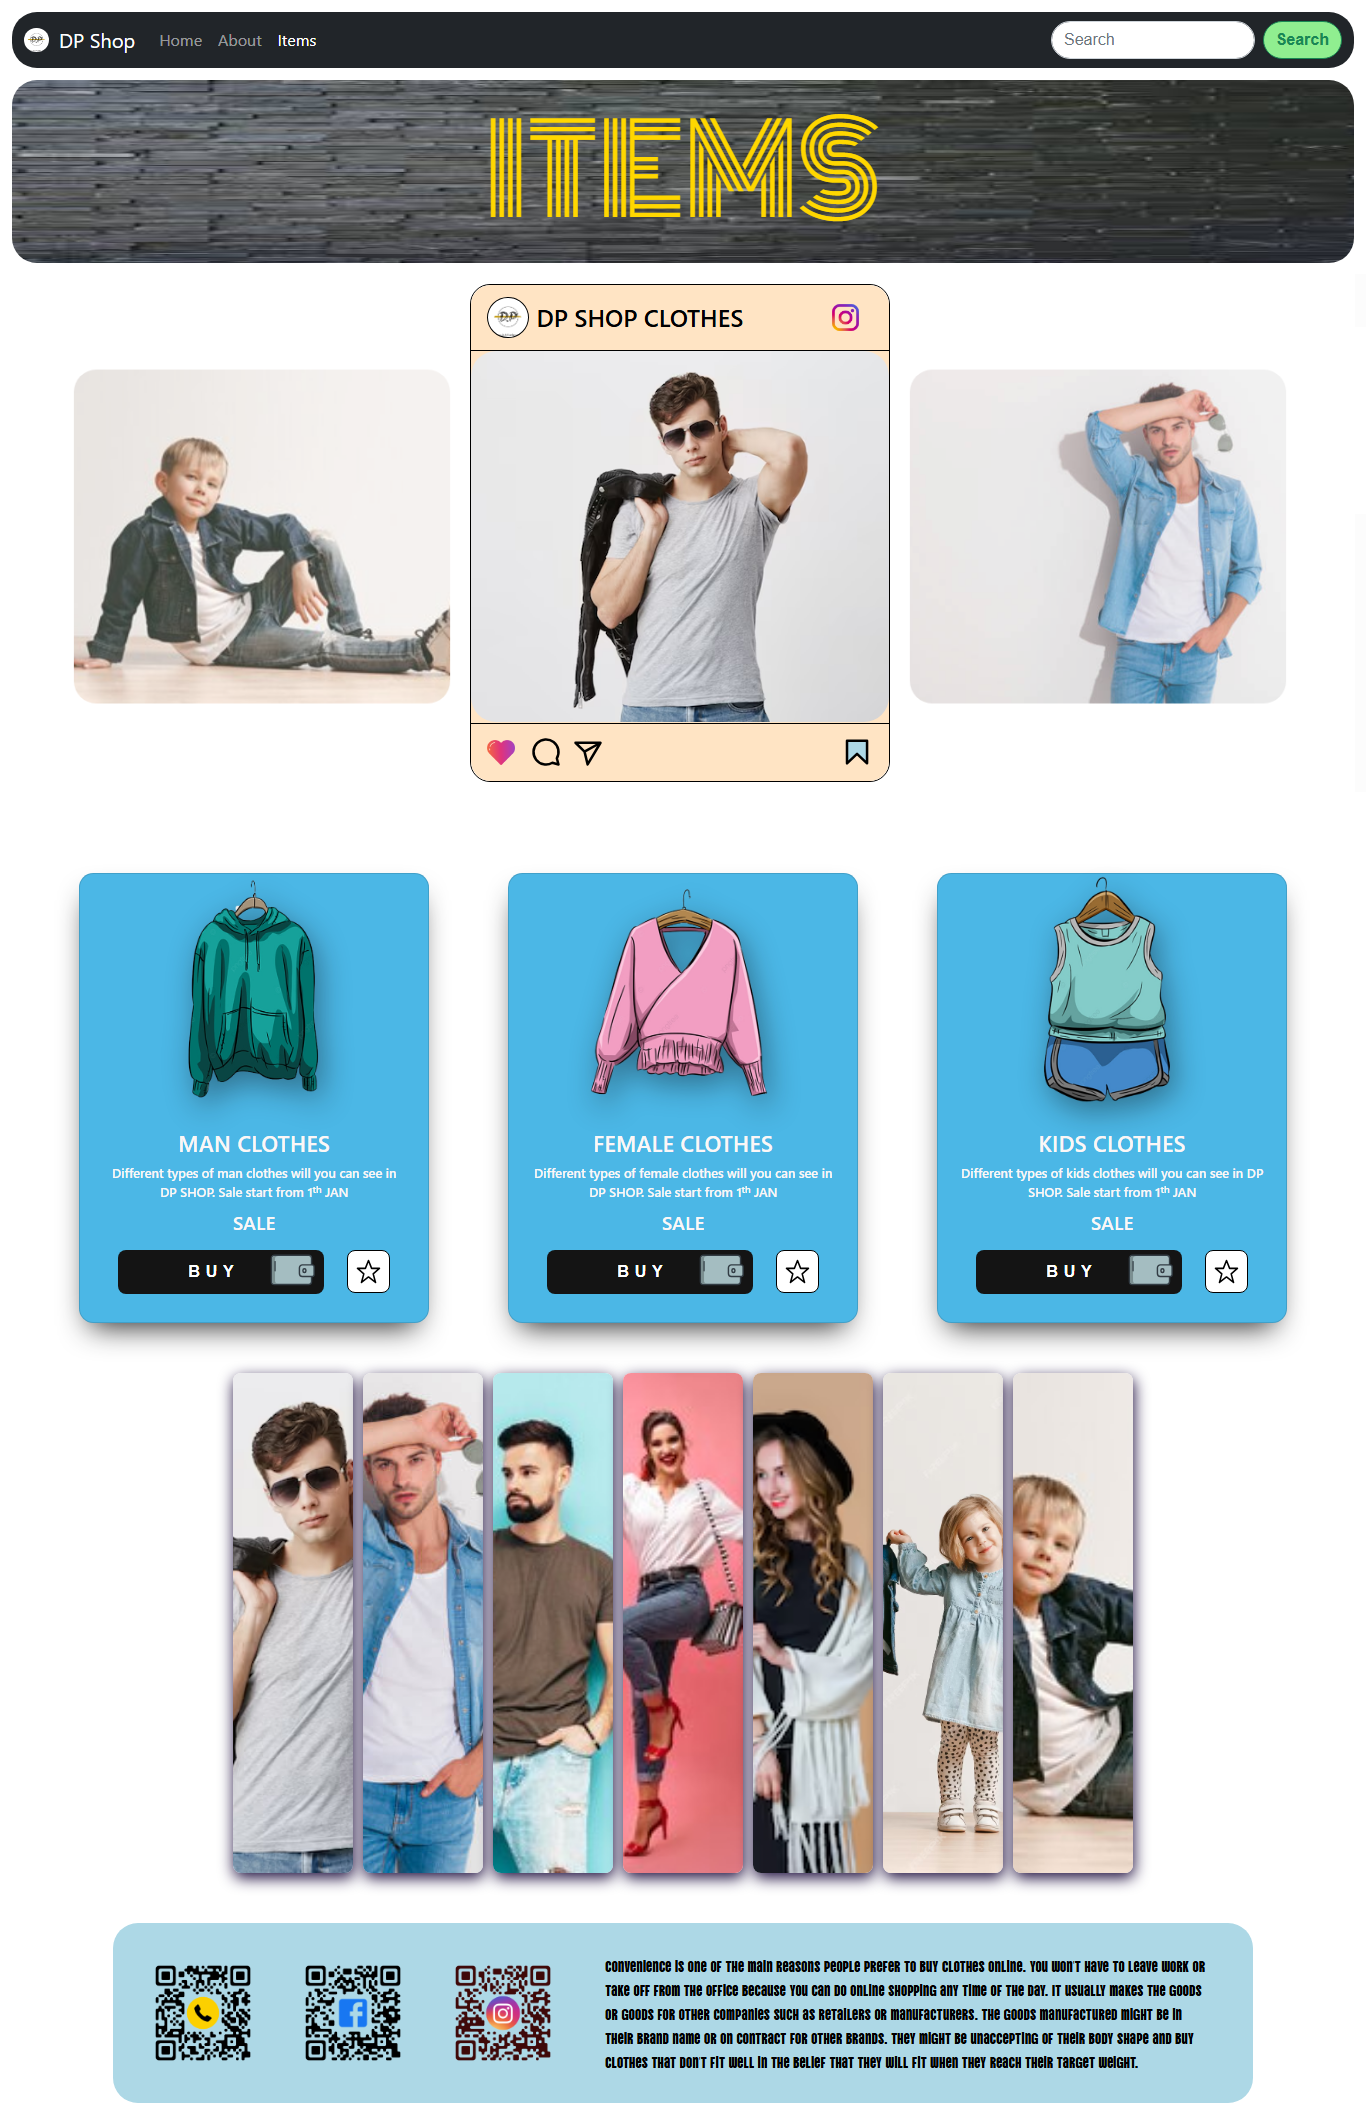 DP Shop
Home
About
Items
Search
Search
ITEMS
DP SHOP CLOTHES
MAN CLOTHES
Different types of man clothes will you can see in
DP SHOP. Sale start from 1th JAN
SALE
BUY
FEMALE CLOTHES
Different types of female clothes will you can see in
DP SHOP. Sale start from 1th JAN
SALE
BUY
KIDS CLOTHES
Different types of kids clothes will you can see in DP
SHOP. Sale start from 1th JAN
SALE
BUY
Convenience is one of the main reasons people prefer to buy clothes online. You won't have to leave work or
take off from the office because you can do online shopping any time of the day. It usually makes the goods
or goods for other companies such as retailers or manufacturers. The goods manufactured might be in
their brand name or on contract for other brands. They might be unaccepting of their body shape and buy
clothes that don't fit well in the belief that they will fit when they reach their target weight.